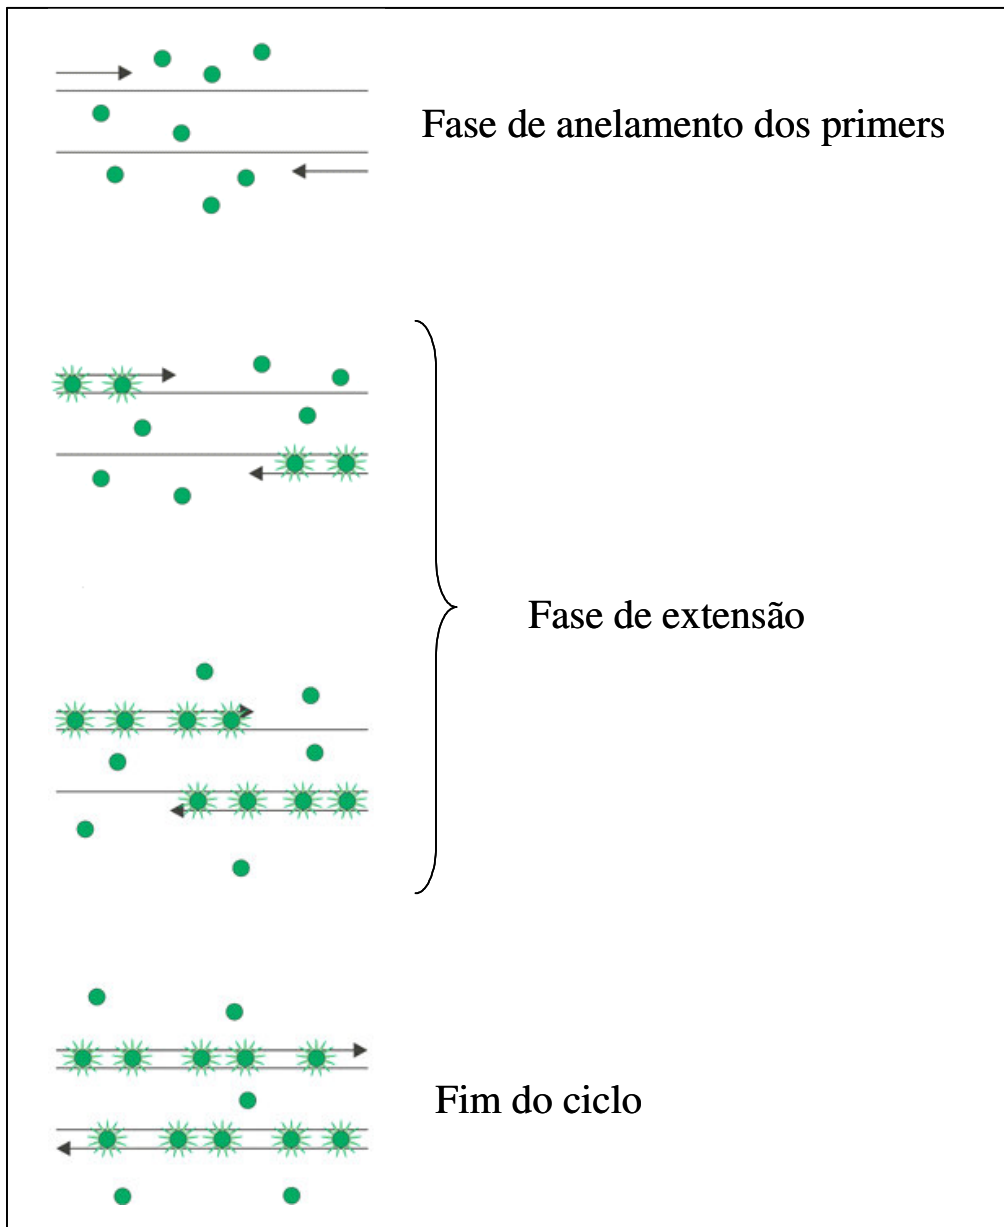 Fase de anelamento dos primers
Fase de extensão
Fim do ciclo